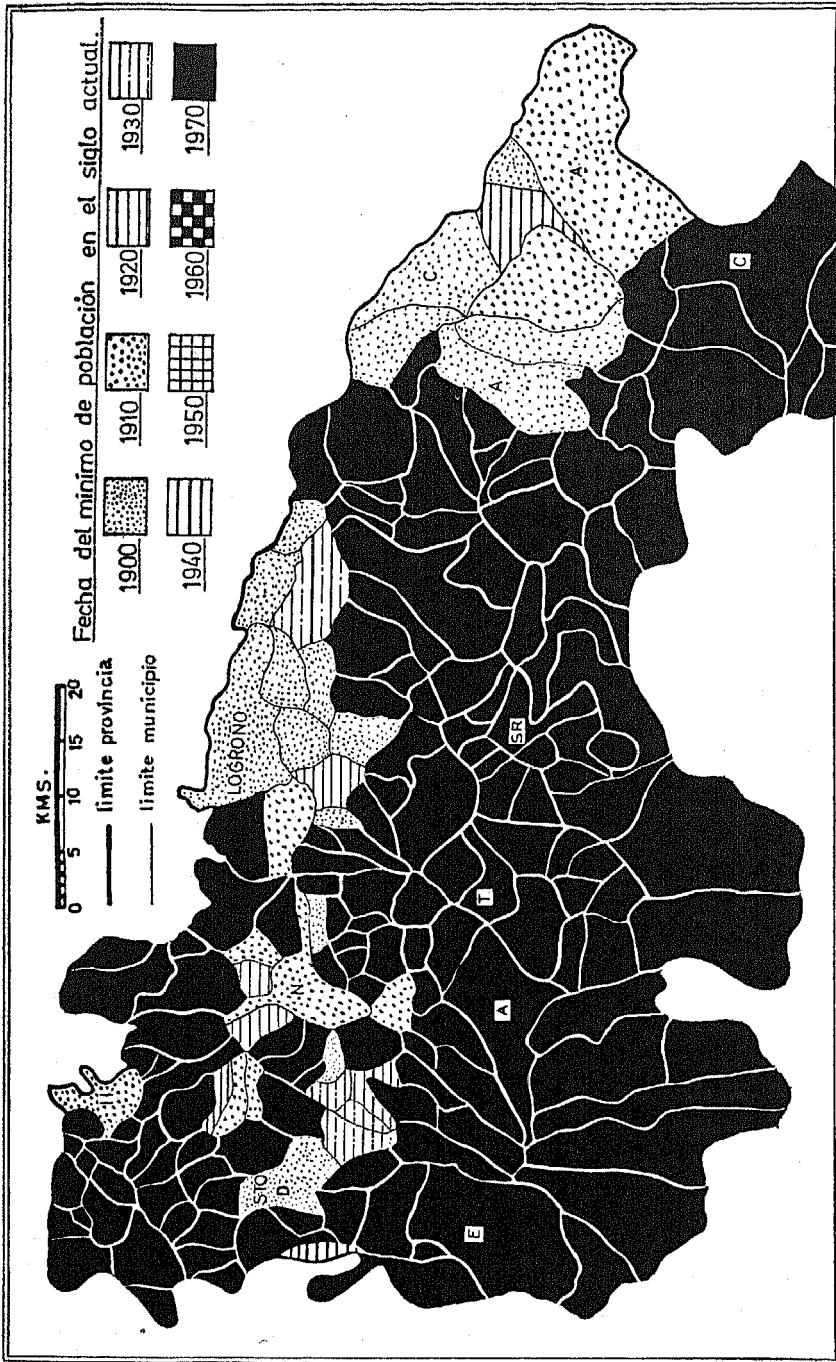 Fecha del mínimo de población en el siglo actual.
1900
1910
1920
1930
1940
1950
1960
1970
KMS.
0 5 10 15 20
límite provincia
límite município
LOGROÑO
STO
D
N
C
A
A
C
SR
T
A
E